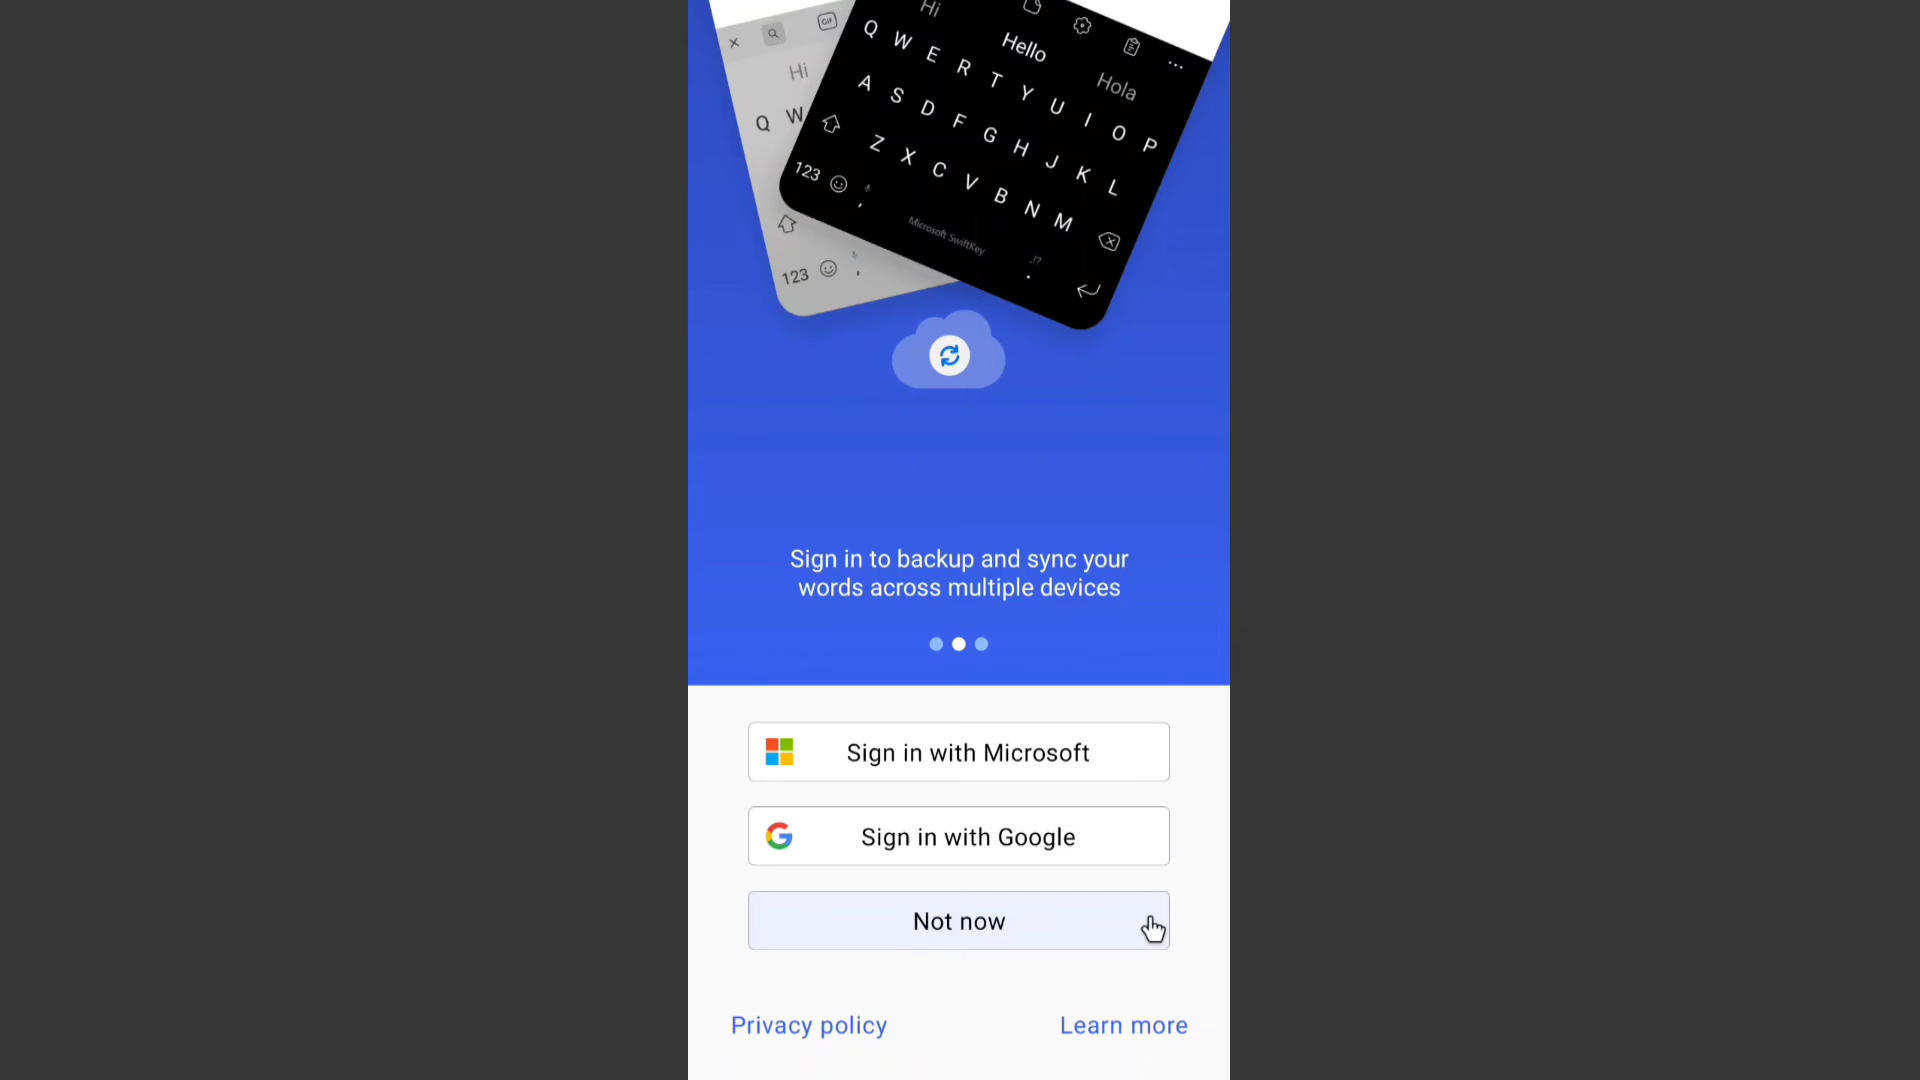 GIF
Hi
Q W
123 ,
Hi Hello Hola
Q W E R T Y U I O P
A S D F G H J K L
Z X C V B N M
123 , Microsoft SwiftKey . ,!?
Sign in to backup and sync your
words across multiple devices
Sign in with Microsoft
Sign in with Google
Not now
Privacy policy
Learn more